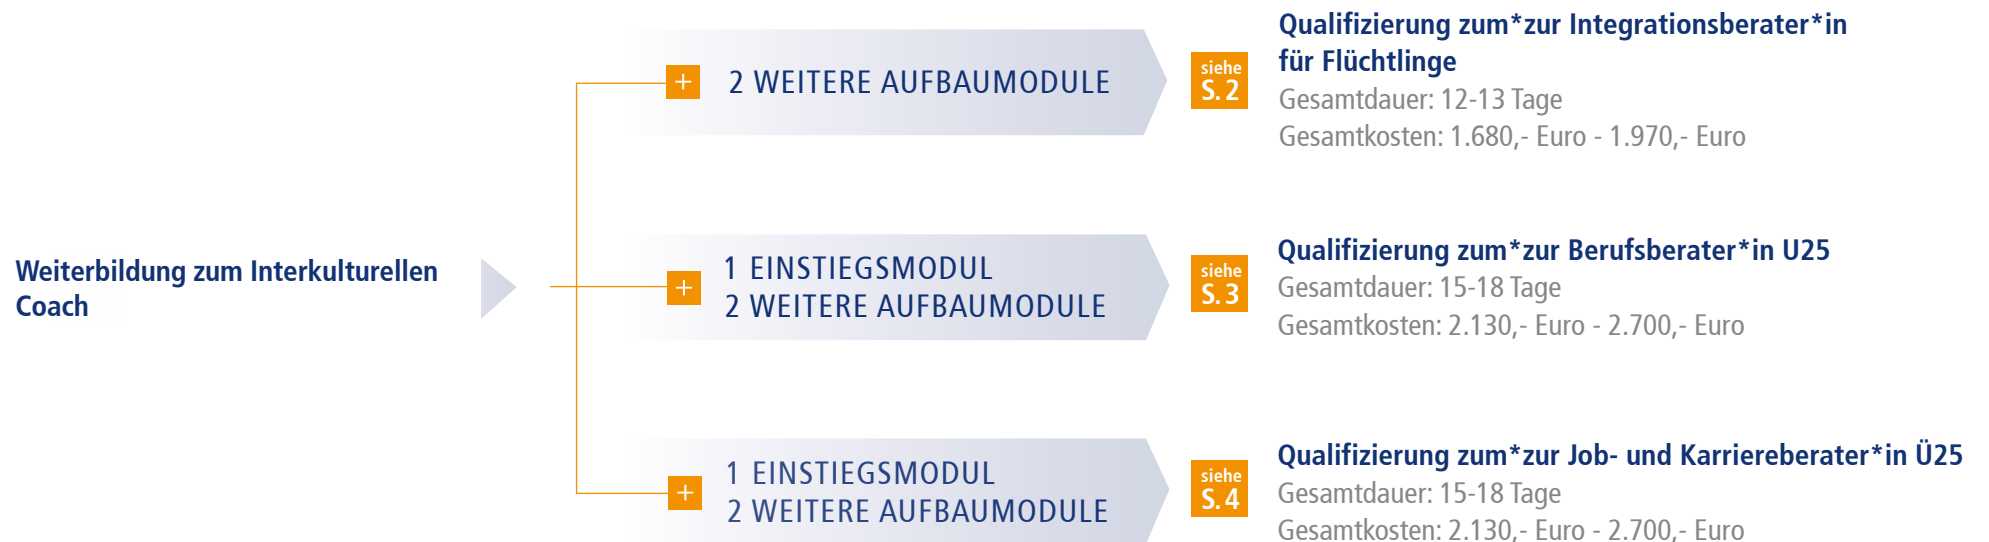 Weiterbildung zum Interkulturellen
Coach
+
2 WEITERE AUFBAUMODULE
siehe
S. 2
Qualifizierung zum*zur Integrationsberater*in
für Flüchtlinge
Gesamtdauer: 12-13 Tage
Gesamtkosten: 1.680,- Euro - 1.970,- Euro
+
1 EINSTIEGSMODUL
2 WEITERE AUFBAUMODULE
siehe
S. 3
Qualifizierung zum*zur Berufsberater*in U25
Gesamtdauer: 15-18 Tage
Gesamtkosten: 2.130,- Euro - 2.700,- Euro
+
1 EINSTIEGSMODUL
2 WEITERE AUFBAUMODULE
siehe
S. 4
Qualifizierung zum*zur Job- und Karriereberater*in Ü25
Gesamtdauer: 15-18 Tage
Gesamtkosten: 2.130,- Euro - 2.700,- Euro